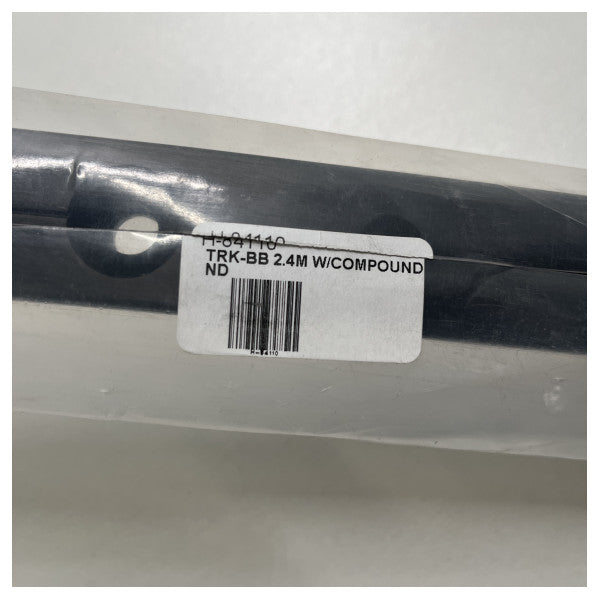 H-84110
TRK-BB 2.4M W/COMPOUND
ND
H-84110